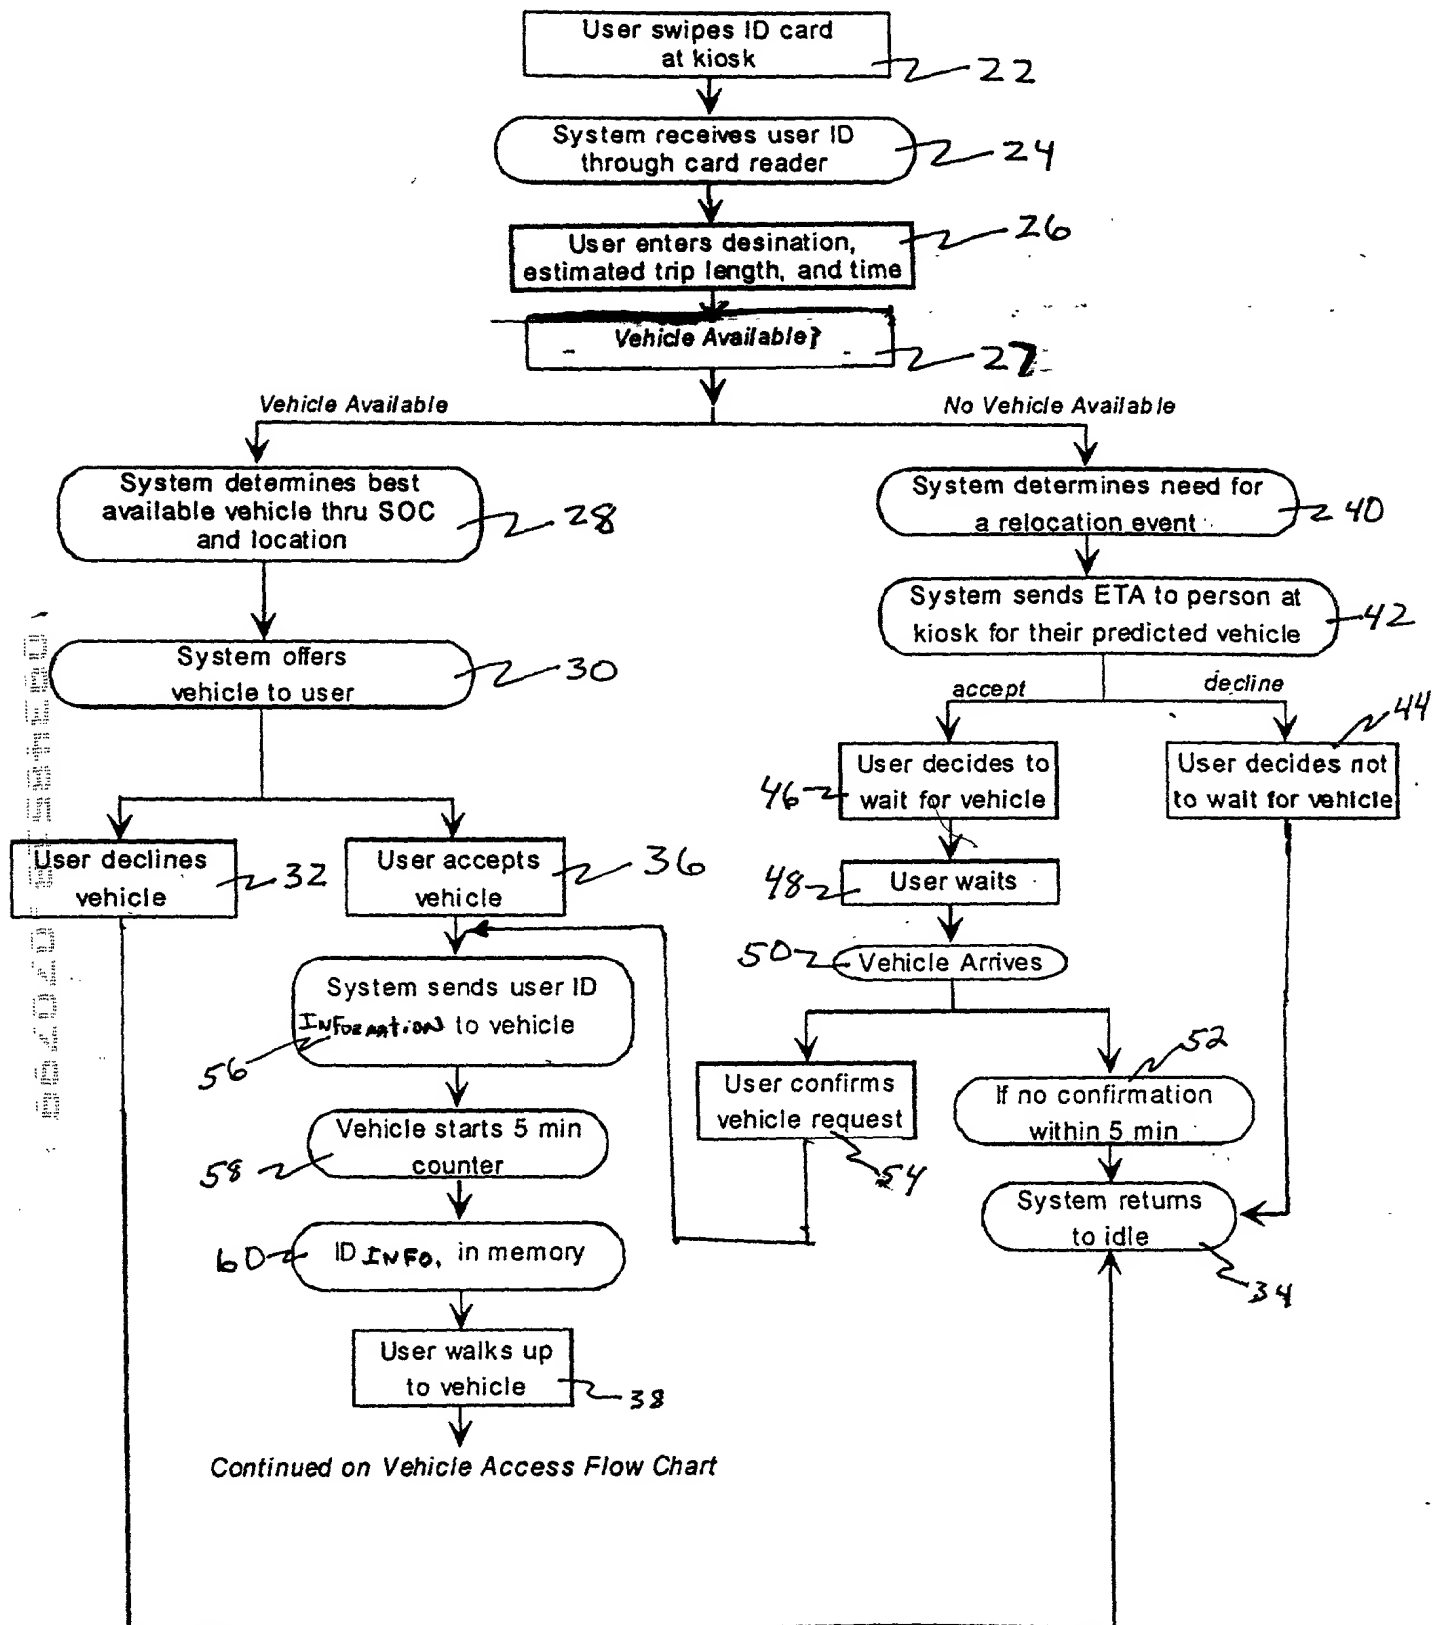 User swipes ID card
at kiosk
22
System receives user ID
through card reader
24
User enters desination,
estimated trip length, and time
26
Vehicle Available?
27
Vehicle Available
No Vehicle Available
System determines best
available vehicle thru SOC
and location
28
System determines need for
a relocation event
40
System sends ETA to person at
kiosk for their predicted vehicle
42
System offers
vehicle to user
30
accept
decline
44
User decides to
wait for vehicle
46
User decides not
to wait for vehicle
User declines
vehicle
32
User accepts
vehicle
36
48
User waits
50
Vehicle Arrives
System sends user ID
INFORMATION to vehicle
56
52
User confirms
vehicle request
54
If no confirmation
within 5 min
Vehicle starts 5 min
counter
58
System returns
to idle
34
60
ID INFO. in memory
User walks up
to vehicle
38
Continued on Vehicle Access Flow Chart